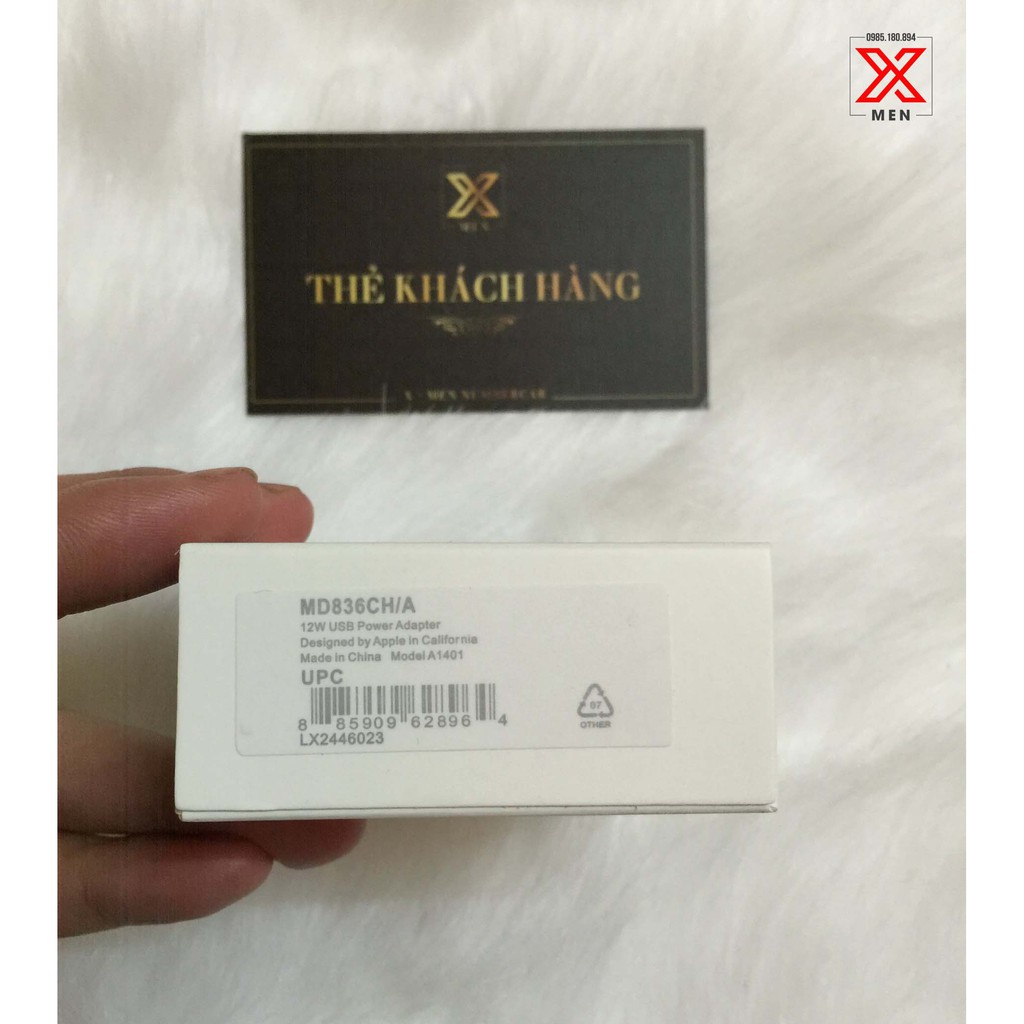 0985.180.894
X
MEN
X
MEN
THẺ KHÁCH HÀNG
X - MEN
MD836CH/A
12W USB Power Adapter
Designed by Apple in California
Made in China Model A1401
UPC
8 85909 62896 4
LX2446023
07
OTHER